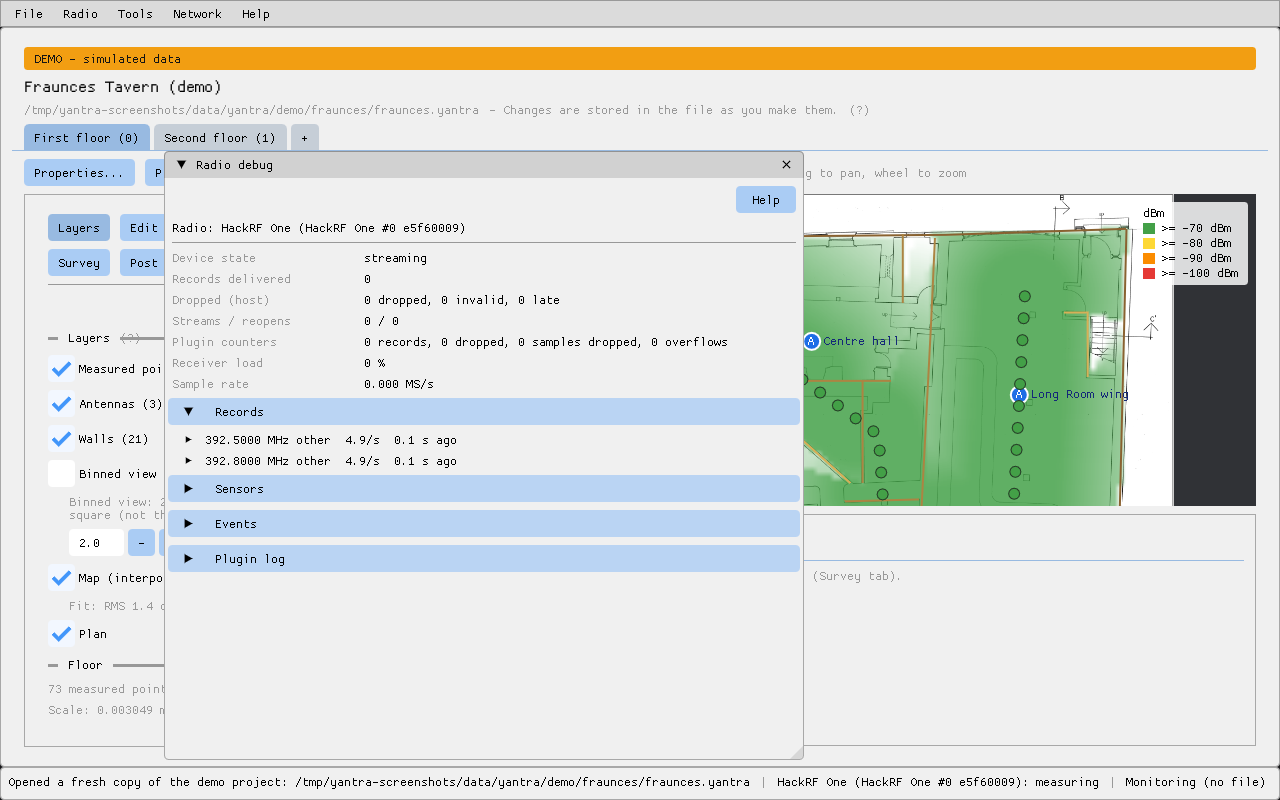 File Radio Tools Network Help
DEMO - simulated data
Fraunces Tavern (demo)
/tmp/yantra-screenshots/data/yantra/demo/fraunces/fraunces.yantra - Changes are stored in the file as you make them. (?)
First floor (0) Second floor (1) +
Properties... P g to pan, wheel to zoom
Radio debug
Help
Radio: HackRF One (HackRF One #0 e5f60009)
Device state streaming
Records delivered 0
Dropped (host) 0 dropped, 0 invalid, 0 late
Streams / reopens 0 / 0
Plugin counters 0 records, 0 dropped, 0 samples dropped, 0 overflows
Receiver load 0 %
Sample rate 0.000 MS/s
Records
392.5000 MHz other 4.9/s 0.1 s ago
392.8000 MHz other 4.9/s 0.1 s ago
Sensors
Events
Plugin log
Layers Edit
Survey Post
Layers (?)
Measured poi
Antennas (3)
Walls (21)
Binned view
Binned view: 2
square (not th
2.0 -
Map (interpo
Fit: RMS 1.4 d
Plan
Floor
73 measured point
Scale: 0.003049 m
B
C'
dBm
>= -70 dBm
>= -80 dBm
>= -90 dBm
>= -100 dBm
A Centre hall
A Long Room wing
(Survey tab).
Opened a fresh copy of the demo project: /tmp/yantra-screenshots/data/yantra/demo/fraunces/fraunces.yantra | HackRF One (HackRF One #0 e5f60009): measuring | Monitoring (no file)